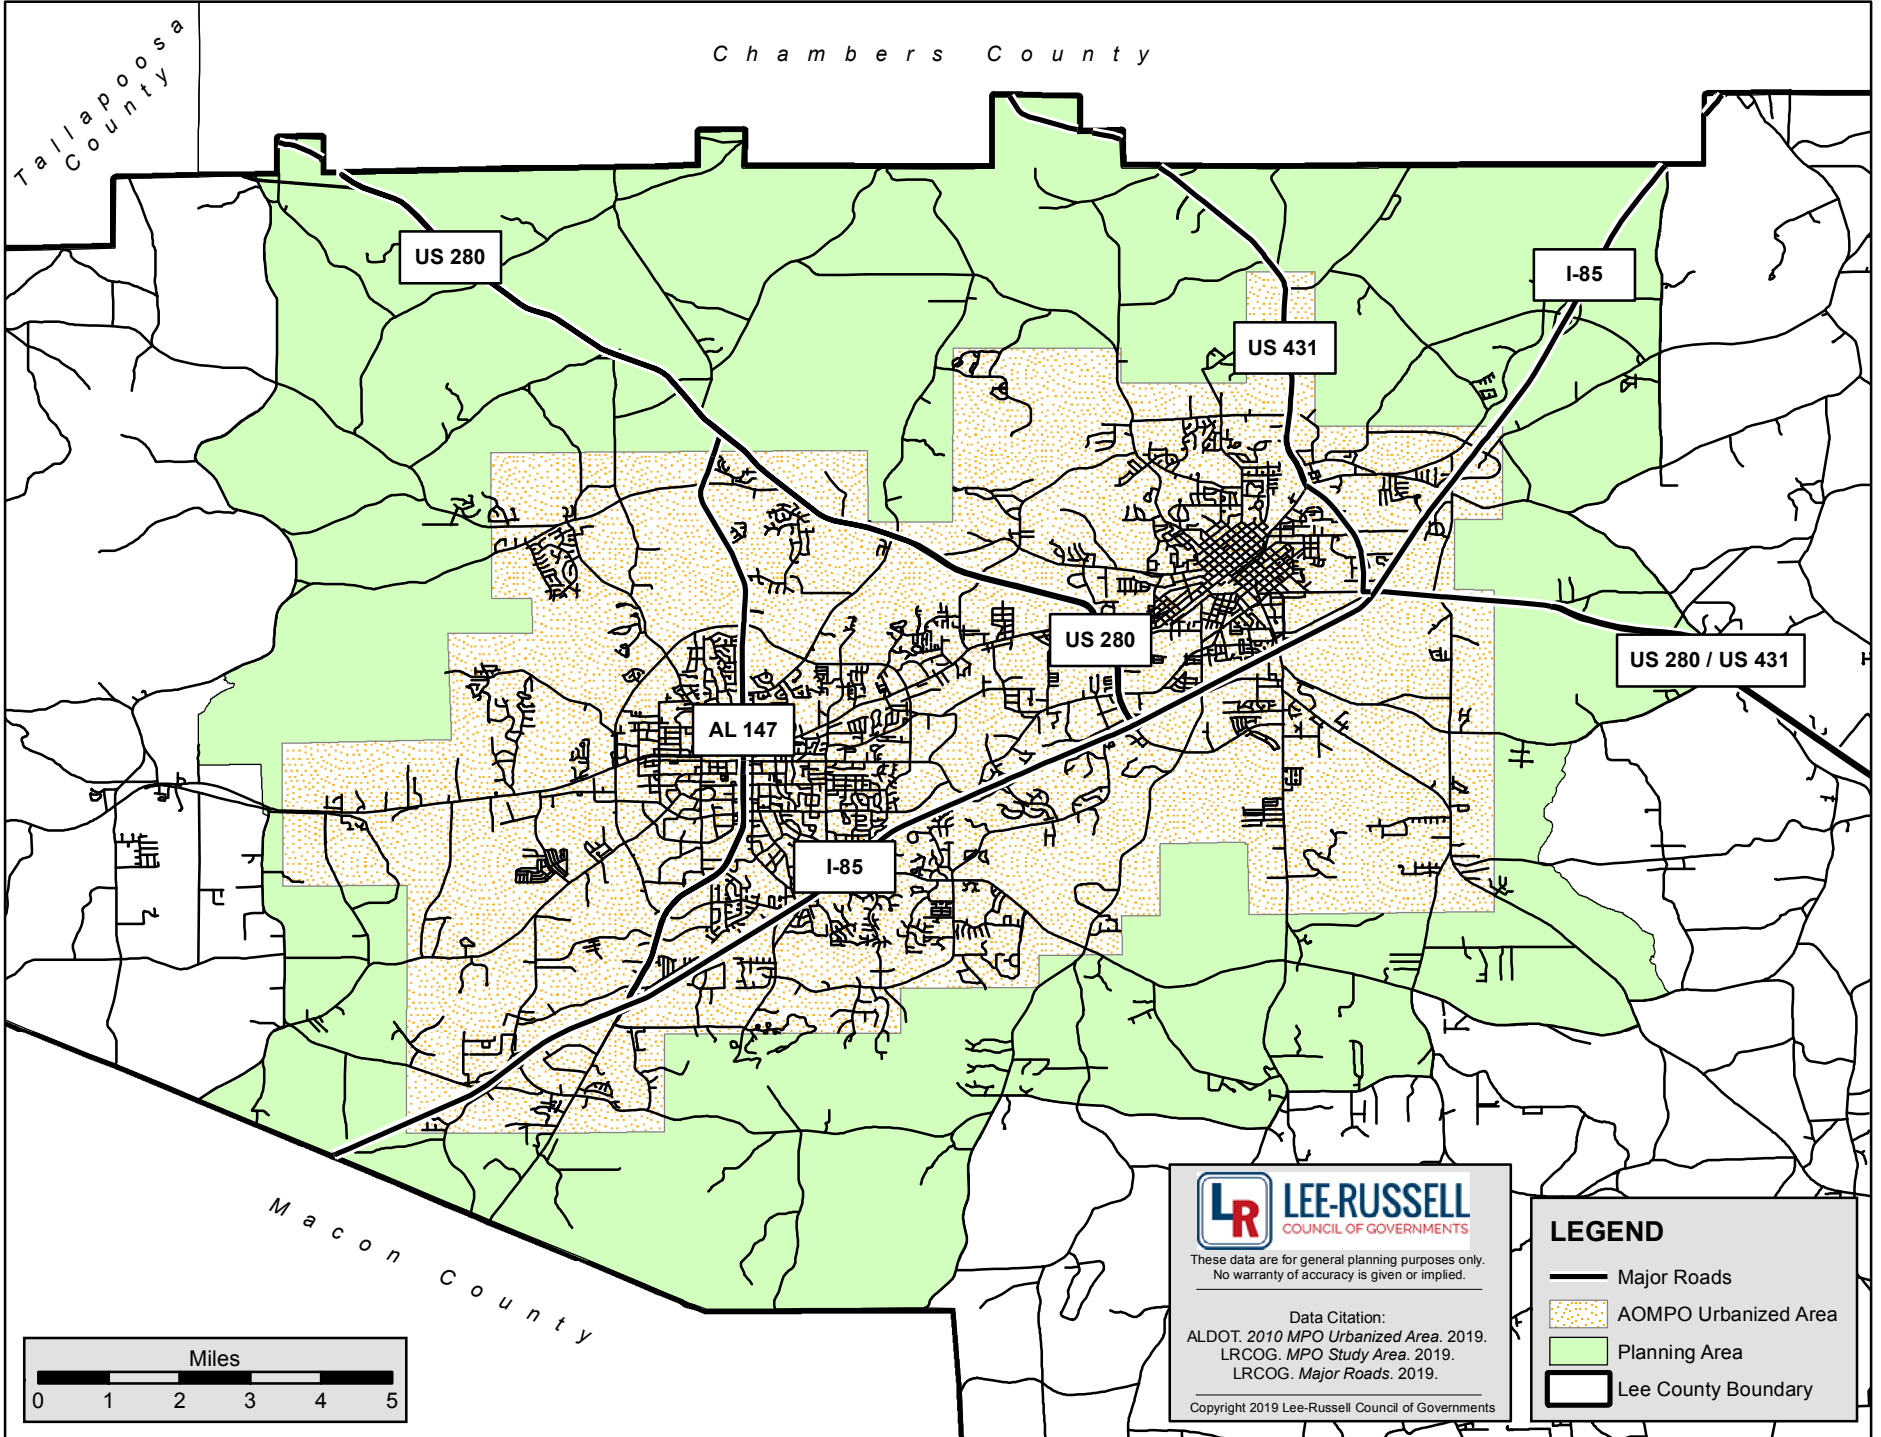 Chambers County
Tallapoosa
County
US 280
I-85
US 431
US 280
US 280 / US 431
AL 147
I-85
Macon County
Miles
0 1 2 3 4 5
LR LEE-RUSSELL
COUNCIL OF GOVERNMENTS
These data are for general planning purposes only.
No warranty of accuracy is given or implied.
Data Citation:
ALDOT. 2010 MPO Urbanized Area. 2019.
LRCOG. MPO Study Area. 2019.
LRCOG. Major Roads. 2019.
Copyright 2019 Lee-Russell Council of Governments
LEGEND
Major Roads
AOMPO Urbanized Area
Planning Area
Lee County Boundary